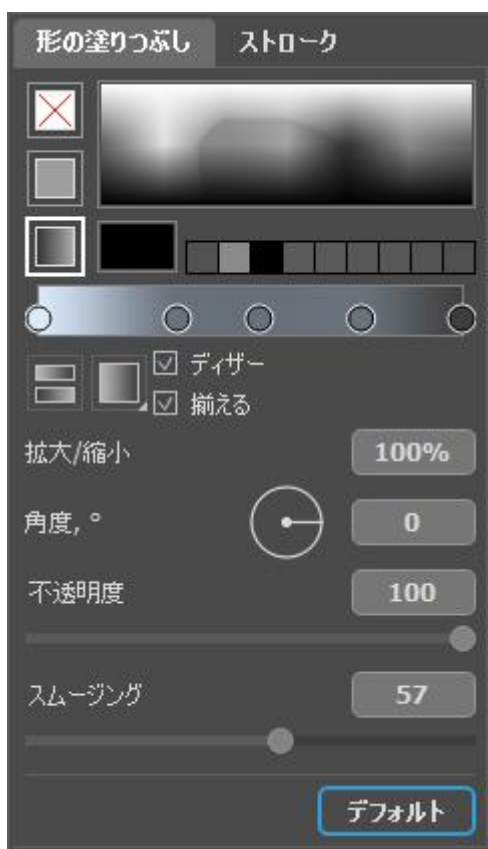 形の塗りつぶし ストローク
ディザー
揃える
拡大/縮小 100%
角度, ° 0
不透明度 100
スムージング 57
デフォルト